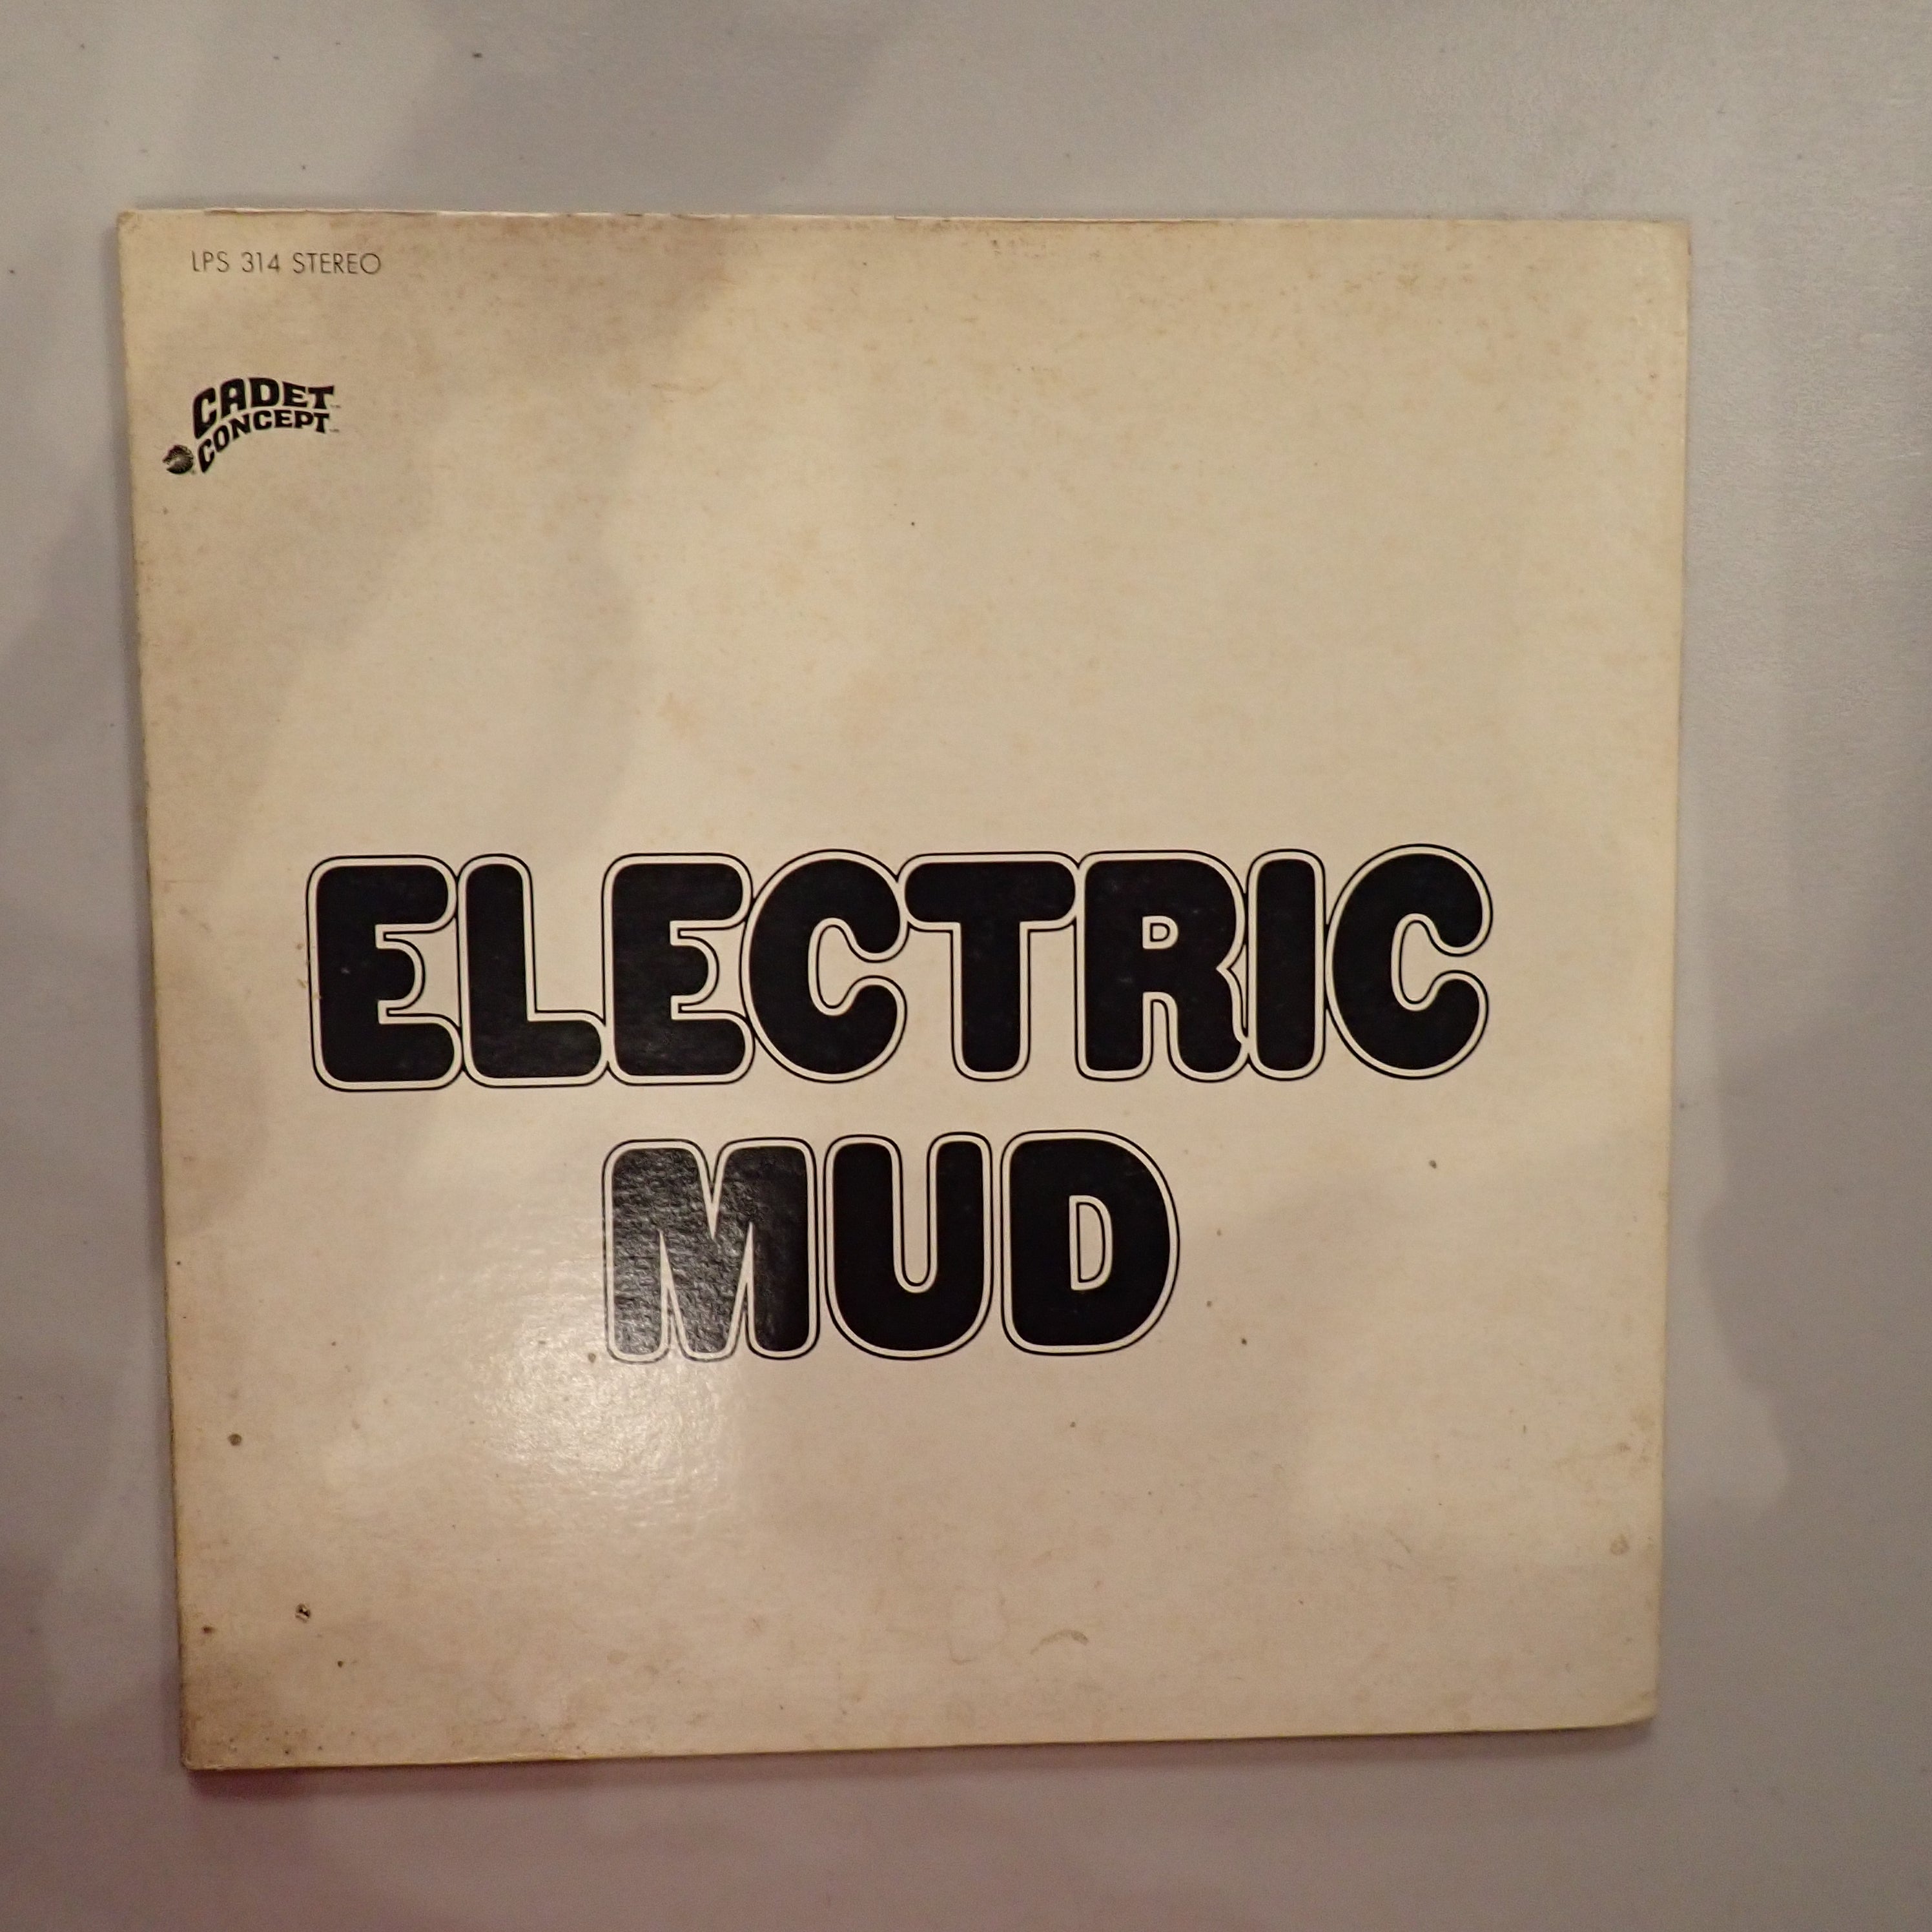 LPS 314 STEREO
CADET
CONCEPT
ELECTRIC
MUD